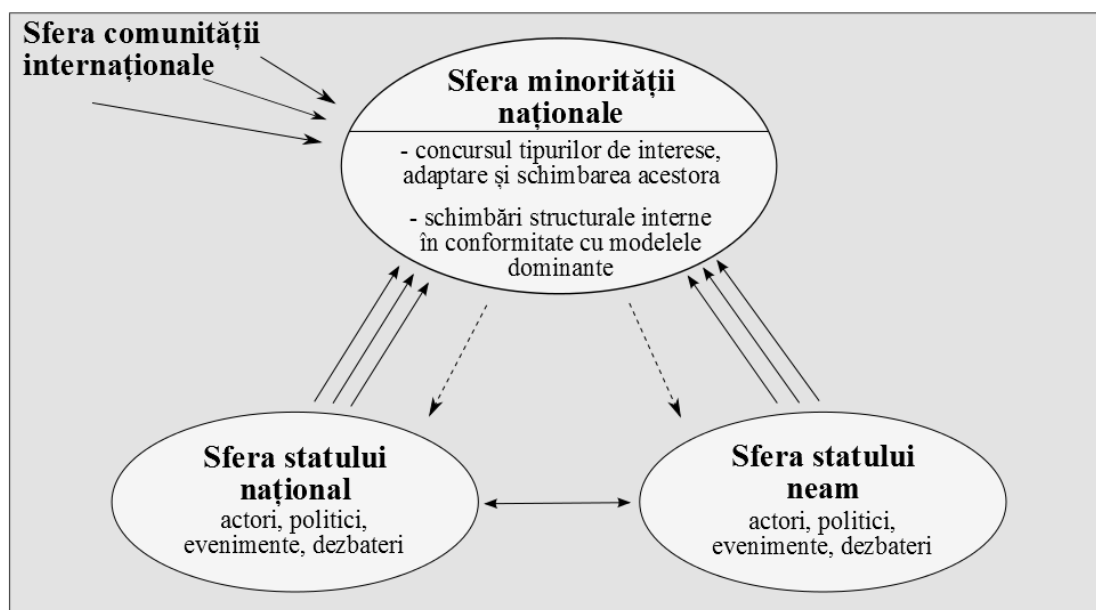 Sfera comunității
internaționale
Sfera minorității
naționale
- concursul tipurilor de interese,
adaptare și schimbarea acestora
- schimbări structurale interne
în conformitate cu modelele
dominante
Sfera statului
național
actori, politici,
evenimente, dezbateri
Sfera statului
neam
actori, politici,
evenimente, dezbateri